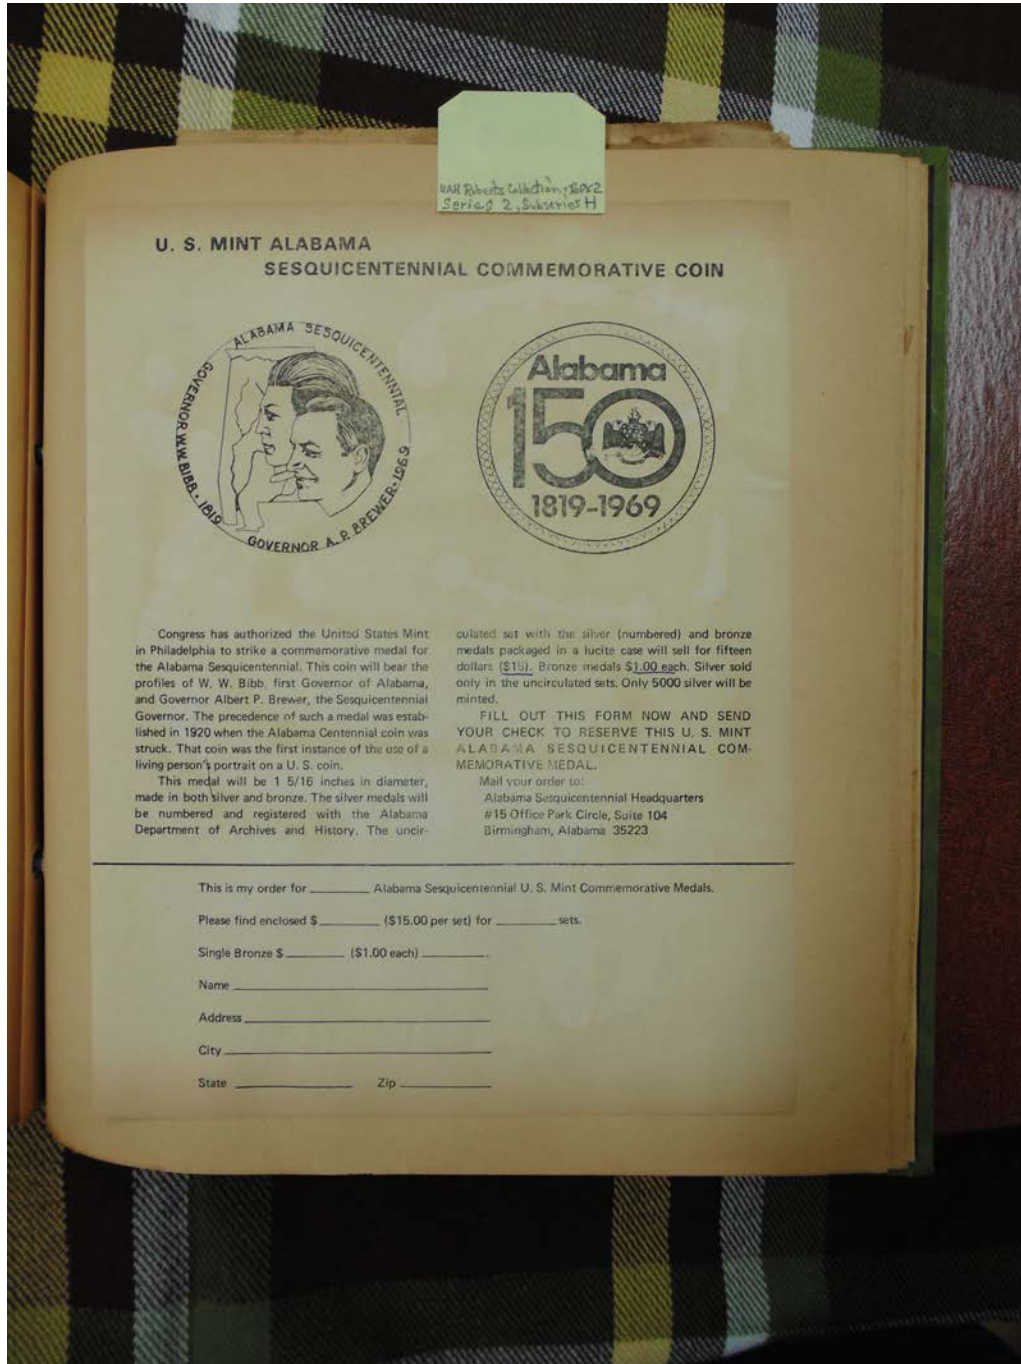 UAH Roberts Collection, Box 2
Series 2, Subseries H
U. S. MINT ALABAMA
SESQUICENTENNIAL COMMEMORATIVE COIN
ALABAMA SESQUICENTENNIAL
GOVERNOR W.W. BIBB · 1819
GOVERNOR A. P. BREWER · 1969
Alabama
150
1819-1969
Congress has authorized the United States Mint
in Philadelphia to strike a commemorative medal for
the Alabama Sesquicentennial. This coin will bear the
profiles of W. W. Bibb, first Governor of Alabama,
and Governor Albert P. Brewer, the Sesquicentennial
Governor. The precedence of such a medal was estab-
lished in 1920 when the Alabama Centennial coin was
struck. That coin was the first instance of the use of a
living person's portrait on a U. S. coin.
This medal will be 1 5/16 inches in diameter,
made in both silver and bronze. The silver medals will
be numbered and registered with the Alabama
Department of Archives and History. The uncir-
culated set with the silver (numbered) and bronze
medals packaged in a lucite case will sell for fifteen
dollars ($15). Bronze medals $1.00 each. Silver sold
only in the uncirculated sets. Only 5000 silver will be
minted.
FILL OUT THIS FORM NOW AND SEND
YOUR CHECK TO RESERVE THIS U. S. MINT
ALABAMA SESQUICENTENNIAL COM-
MEMORATIVE MEDAL.
Mail your order to:
Alabama Sesquicentennial Headquarters
#15 Office Park Circle, Suite 104
Birmingham, Alabama 35223
This is my order for ________ Alabama Sesquicentennial U. S. Mint Commemorative Medals.
Please find enclosed $ ________ ($15.00 per set) for ________ sets.
Single Bronze $ ________ ($1.00 each) ________.
Name ________
Address ________
City ________
State ________ Zip ________